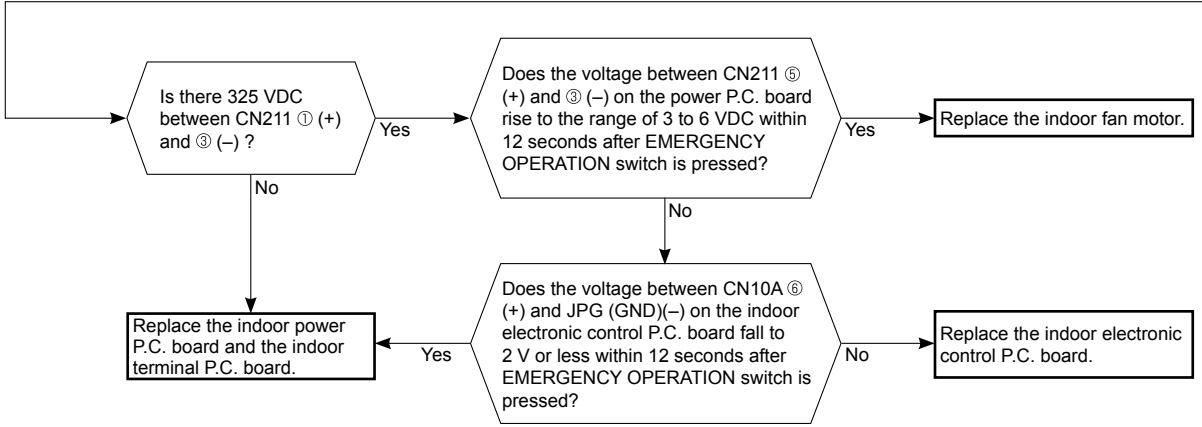 Is there 325 VDC
between CN211 ① (+)
and ③ (–) ?
Yes
No
Does the voltage between CN211 ⑤
(+) and ③ (–) on the power P.C. board
rise to the range of 3 to 6 VDC within
12 seconds after EMERGENCY
OPERATION switch is pressed?
Yes
No
Replace the indoor fan motor.
Does the voltage between CN10A ⑥
(+) and JPG (GND)(–) on the indoor
electronic control P.C. board fall to
2 V or less within 12 seconds after
EMERGENCY OPERATION switch is
pressed?
Yes
No
Replace the indoor power
P.C. board and the indoor
terminal P.C. board.
Replace the indoor electronic
control P.C. board.